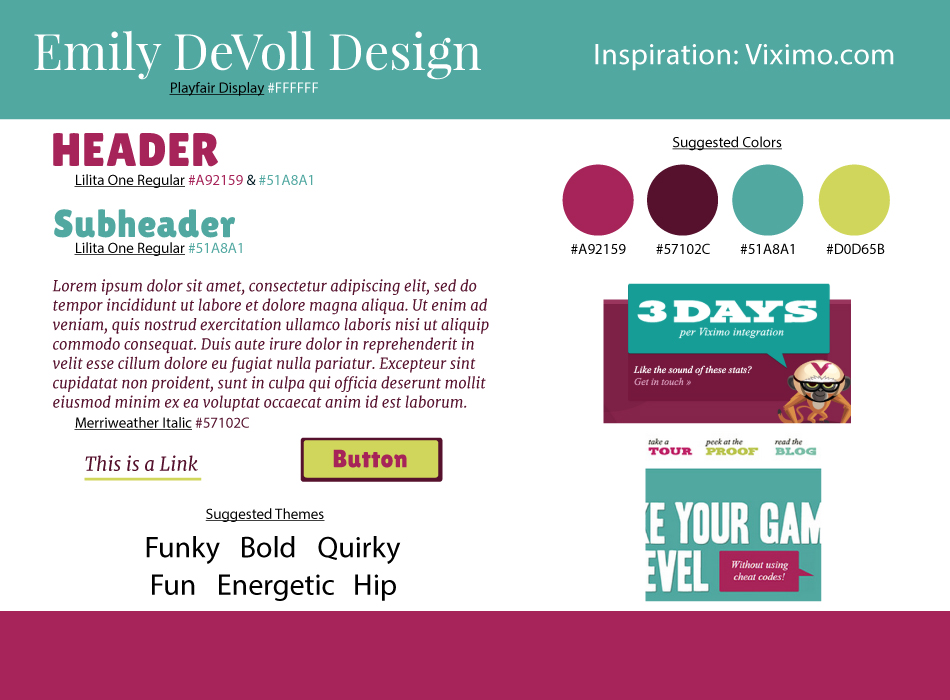 Emily DeVoll Design
Playfair Display #FFFFFF
Inspiration: Viximo.com
HEADER
Lilita One Regular #A92159 & #51A8A1
Subheader
Lilita One Regular #51A8A1
Lorem ipsum dolor sit amet, consectetur adipiscing elit, sed do
tempor incididunt ut labore et dolore magna aliqua. Ut enim ad
veniam, quis nostrud exercitation ullamco laboris nisi ut aliquip
commodo consequat. Duis aute irure dolor in reprehenderit in
velit esse cillum dolore eu fugiat nulla pariatur. Excepteur sint
cupidatat non proident, sunt in culpa qui officia deserunt mollit
eiusmod minim ex ea voluptat occaecat anim id est laborum.
Merriweather Italic #57102C
This is a Link
Button
Suggested Themes
Funky Bold Quirky
Fun Energetic Hip
Suggested Colors
#A92159 #57102C #51A8A1 #D0D65B
3 DAYS
per Viximo integration
Like the sound of these stats?
Get in touch »
V
take a
TOUR
peek at the
PROOF
read the
BLOG
KE YOUR GAM
EVEL
Without using
cheat codes!